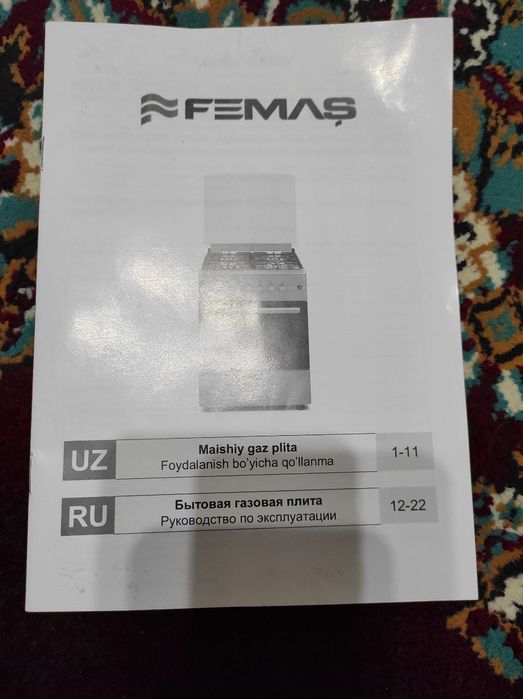 FEMAŞ
UZ
Maishiy gaz plita
Foydalanish bo'yicha qo'llanma
1-11
RU
Бытовая газовая плита
Руководство по эксплуатации
12-22